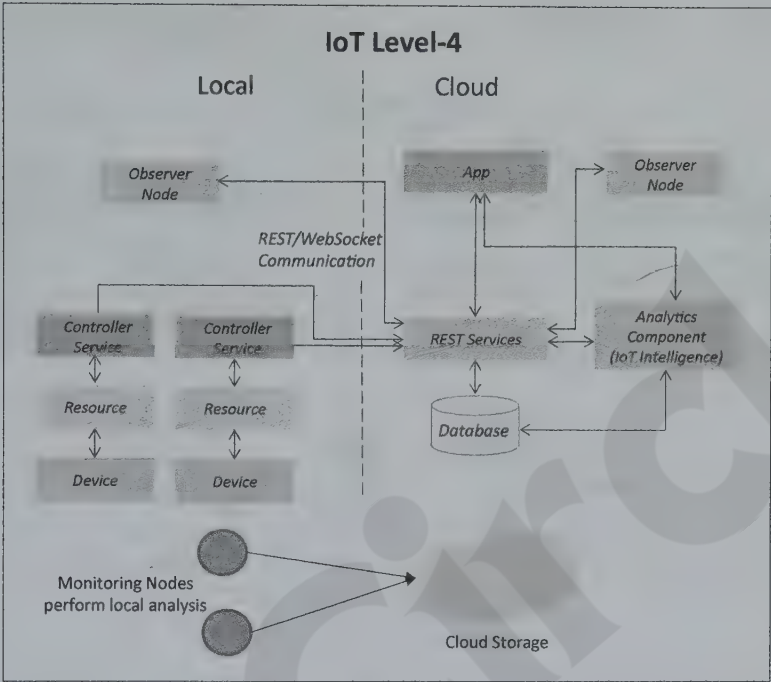 IoT Level-4
Local
Cloud
Observer
Node
App
Observer
Node
REST/WebSocket
Communication
Controller
Service
Controller
Service
REST Services
Analytics
Component
(IoT Intelligence)
Resource
Resource
Database
Device
Device
Monitoring Nodes
perform local analysis
Cloud Storage